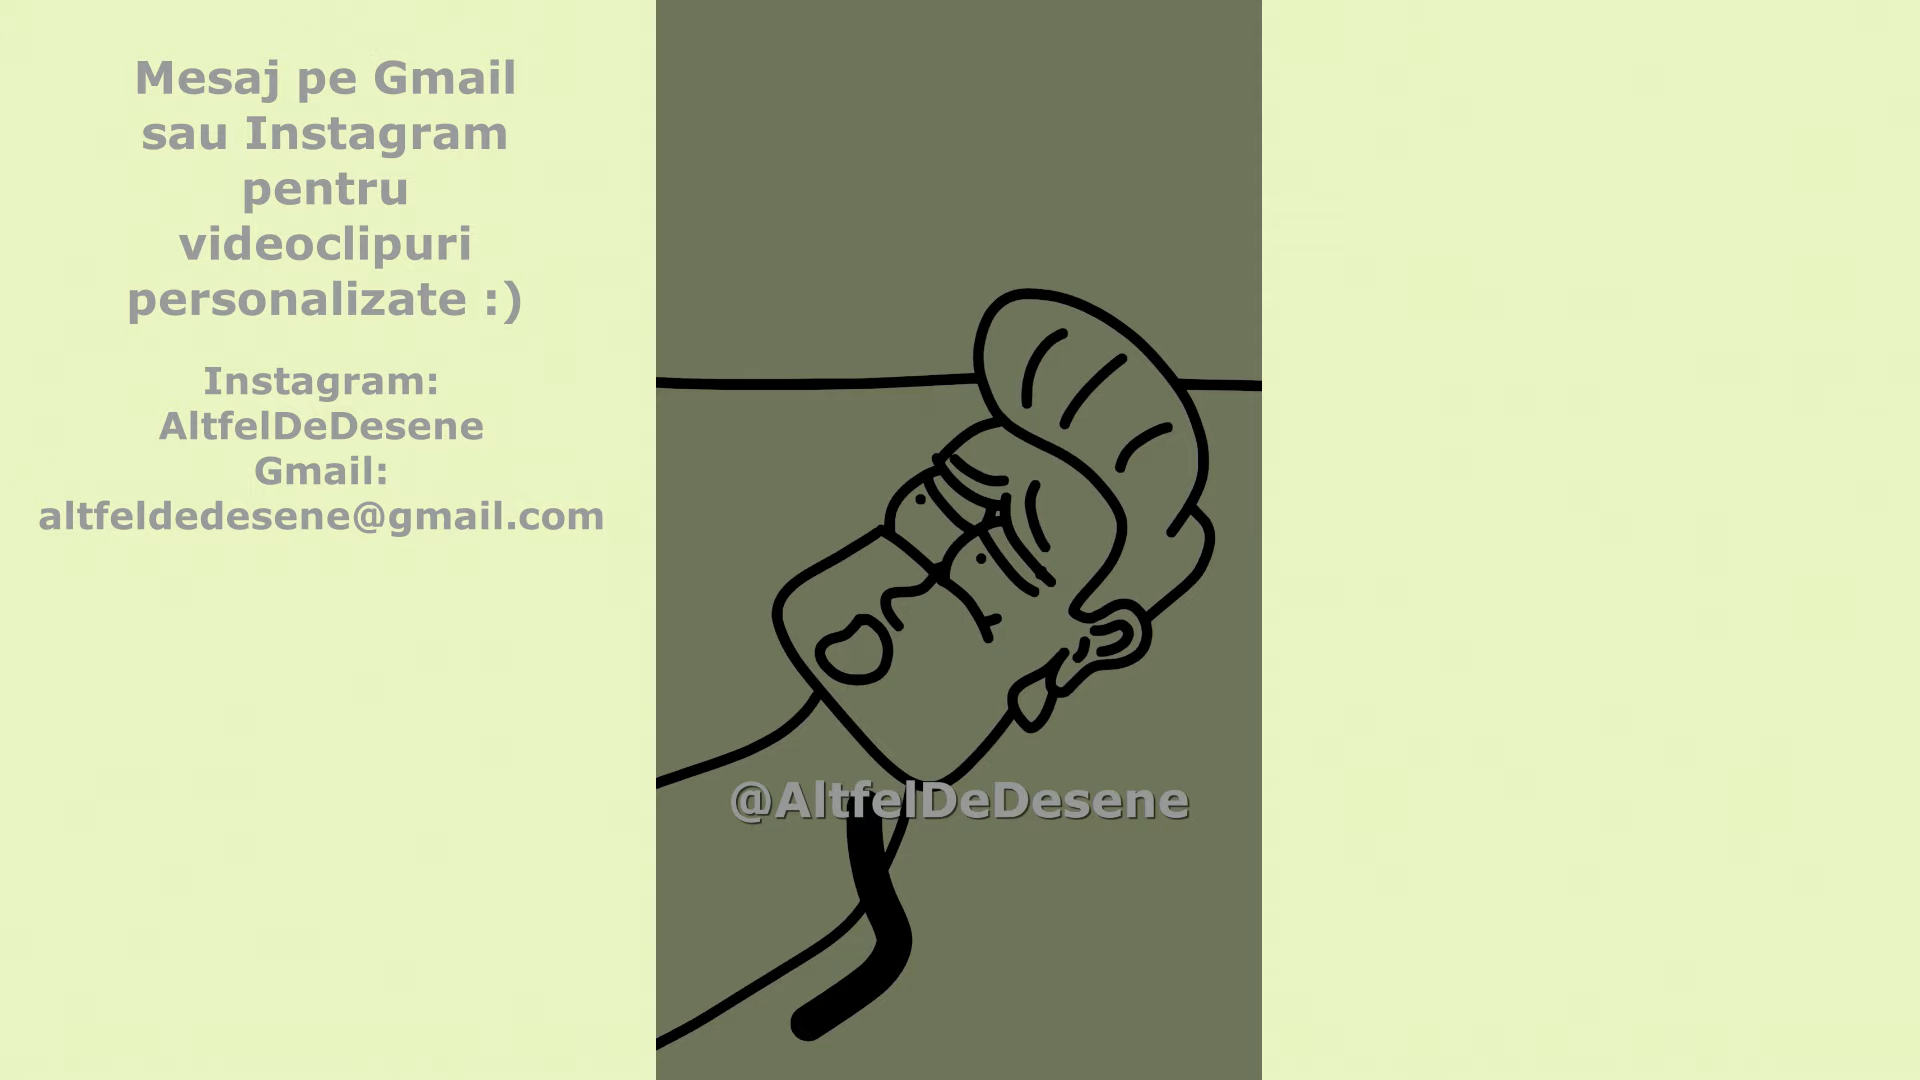 Mesaj pe Gmail
sau Instagram
pentru
videoclipuri
personalizate :)
Instagram:
AltfelDeDesene
Gmail:
altfeldedesene@gmail.com
@AltfelDeDesene